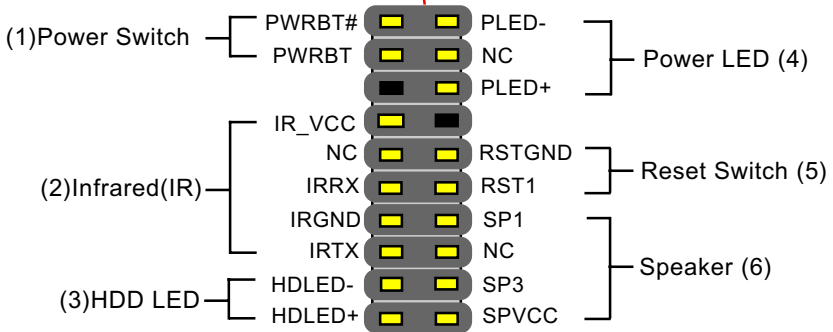 PWRBT# PLED-
(1)Power Switch
PWRBT NC
Power LED (4)
PLED+
IR_VCC
NC RSTGND
Reset Switch (5)
(2)Infrared(IR)
IRRX RST1
IRGND SP1
IRTX NC
Speaker (6)
HDLED- SP3
(3)HDD LED
HDLED+ SPVCC